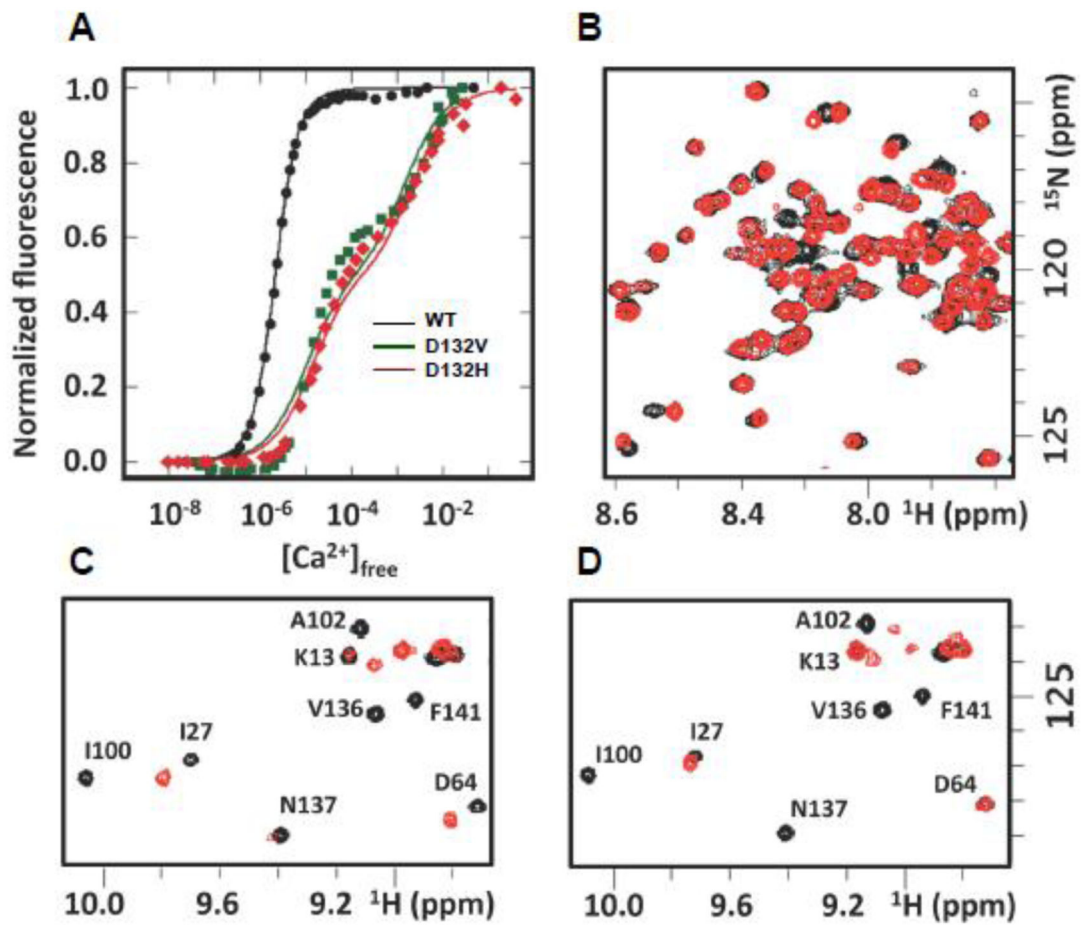 A
B
1.0
0.8
0.6
0.4
0.2
0.0
Normalized fluorescence
WT
D132V
D132H
10⁻⁸ 10⁻⁶ 10⁻⁴ 10⁻²
[Ca²⁺]free
¹⁵N (ppm)
120
125
8.6 8.4 8.0 ¹H (ppm)
C
D
A102
K13
V136
F141
I27
I100
D64
N137
10.0 9.6 9.2 ¹H (ppm)
A102
K13
V136
F141
I27
I100
D64
N137
125
10.0 9.6 9.2 ¹H (ppm)